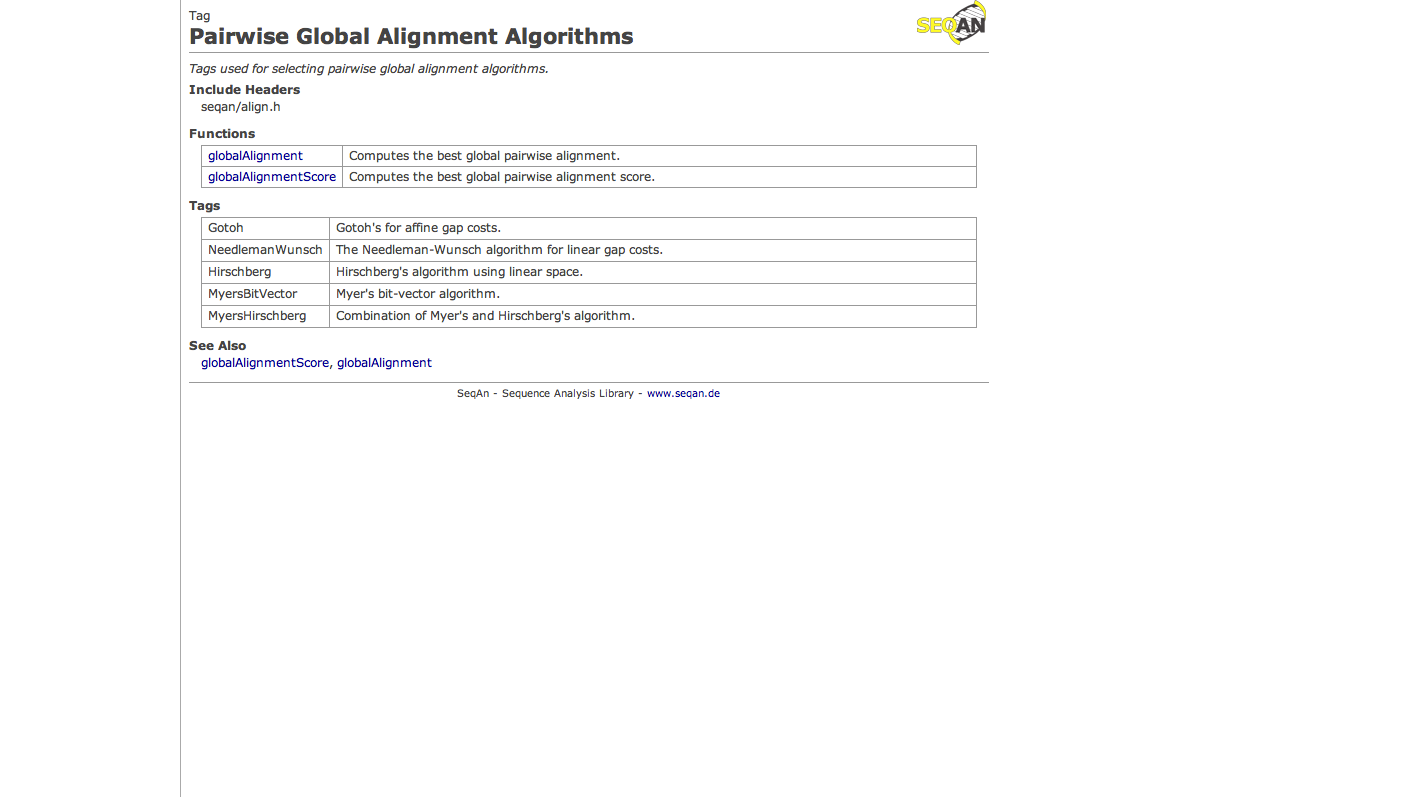 Tag
SEQAN
Pairwise Global Alignment Algorithms
Tags used for selecting pairwise global alignment algorithms.
Include Headers
seqan/align.h
Functions
globalAlignment Computes the best global pairwise alignment.
globalAlignmentScore Computes the best global pairwise alignment score.
Tags
Gotoh Gotoh's for affine gap costs.
NeedlemanWunsch The Needleman-Wunsch algorithm for linear gap costs.
Hirschberg Hirschberg's algorithm using linear space.
MyersBitVector Myer's bit-vector algorithm.
MyersHirschberg Combination of Myer's and Hirschberg's algorithm.
See Also
globalAlignmentScore, globalAlignment
SeqAn - Sequence Analysis Library - www.seqan.de